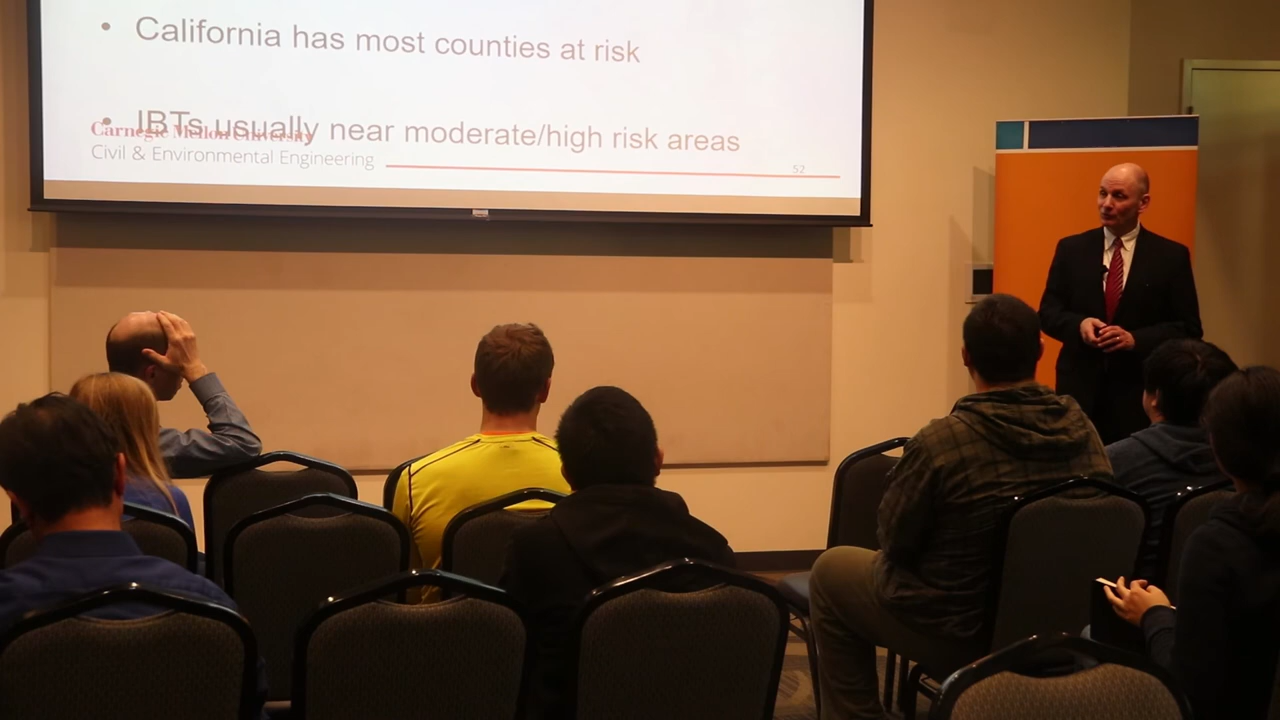 • California has most counties at risk
• IBTs usually near moderate/high risk areas
Carnegie Mellon University
Civil & Environmental Engineering
52